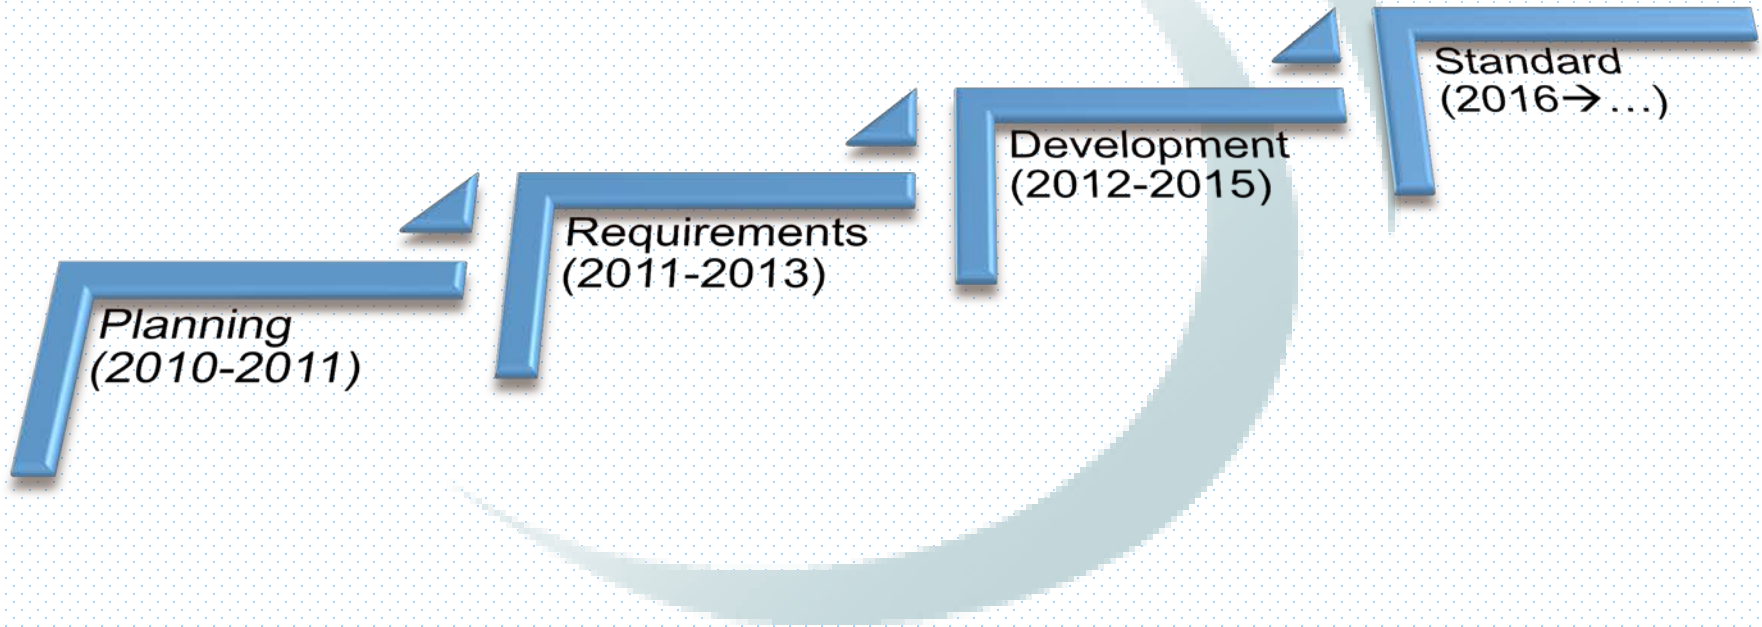 Planning
(2010-2011)
Requirements
(2011-2013)
Development
(2012-2015)
Standard
(2016→…)